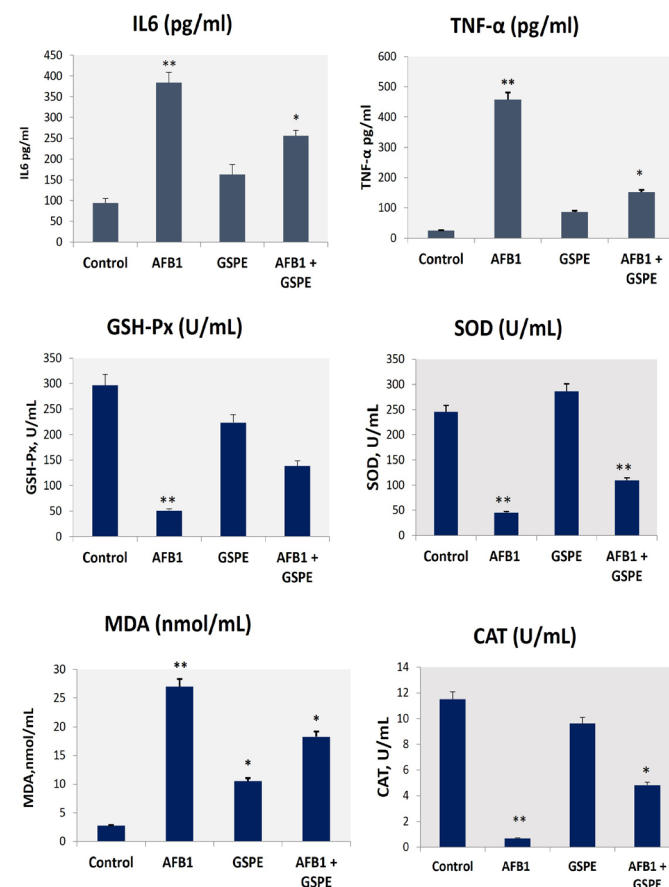 IL6 (pg/ml)
IL6 pg/ml
450
400
350
300
250
200
150
100
50
0
**
*
Control
AFB1
GSPE
AFB1 +
GSPE
TNF-α (pg/ml)
TNF-α pg/ml
600
500
400
300
200
100
0
**
*
Control
AFB1
GSPE
AFB1 +
GSPE
GSH-Px (U/mL)
GSH-Px, U/mL
350
300
250
200
150
100
50
0
**
Control
AFB1
GSPE
AFB1 +
GSPE
SOD (U/mL)
SOD, U/mL
350
300
250
200
150
100
50
0
**
**
Control
AFB1
GSPE
AFB1 +
GSPE
MDA (nmol/mL)
MDA,nmol/mL
30
25
20
15
10
5
0
**
*
*
Control
AFB1
GSPE
AFB1 +
GSPE
CAT (U/mL)
CAT, U/mL
14
12
10
8
6
4
2
0
**
*
Control
AFB1
GSPE
AFB1 +
GSPE